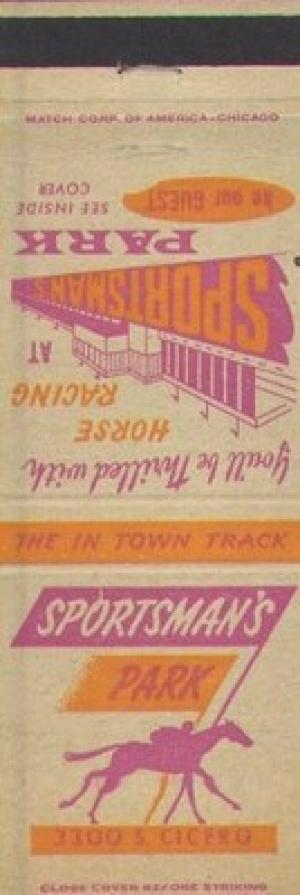 MATCH CORP. OF AMERICA-CHICAGO
You'll be Thrilled with
HORSE
RACING
AT
SPORTSMAN'S
PARK
be our GUEST
SEE INSIDE
COVER
THE IN TOWN TRACK
SPORTSMAN'S
PARK
3300 S. CICERO
CLOSE COVER BEFORE STRIKING